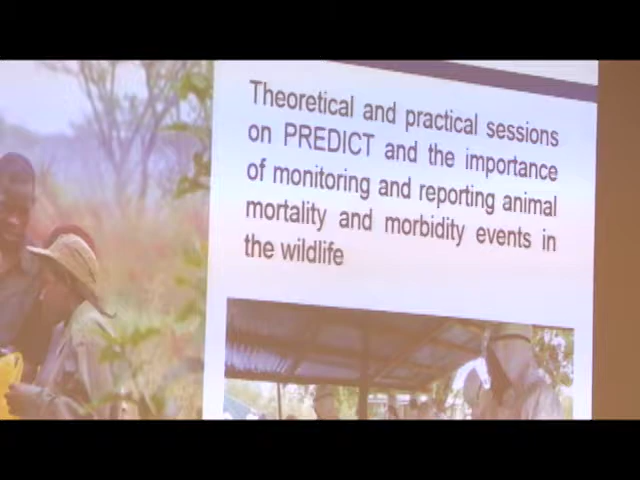 Theoretical and practical sessions
on PREDICT and the importance
of monitoring and reporting animal
mortality and morbidity events in
the wildlife